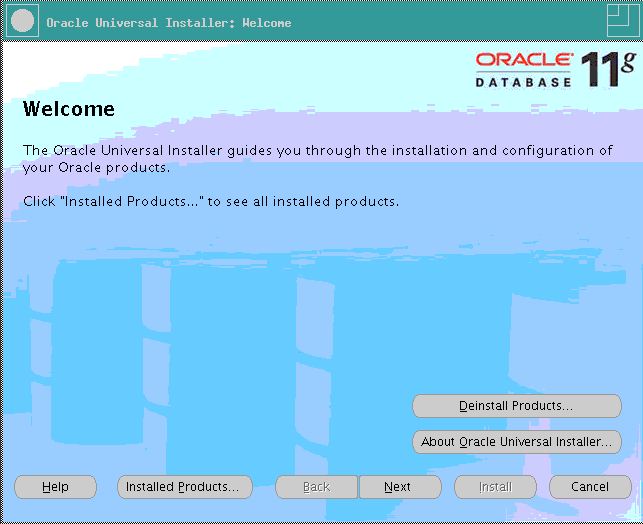 Oracle Universal Installer: Welcome
ORACLE
DATABASE 11g
Welcome
The Oracle Universal Installer guides you through the installation and configuration of
your Oracle products.
Click "Installed Products..." to see all installed products.
Deinstall Products...
About Oracle Universal Installer...
Help Installed Products... Back Next Install Cancel